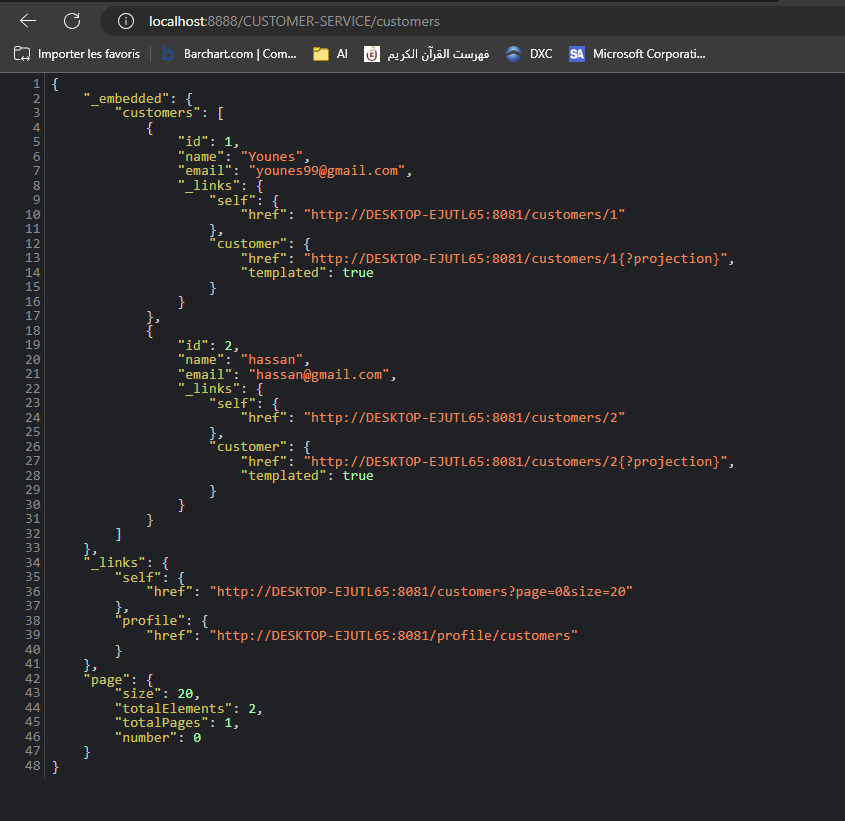 localhost:8888/CUSTOMER-SERVICE/customers
Importer les favoris Barchart.com | Com... AI فهرست القرآن الكريم DXC SA Microsoft Corporati...
1 {
2 "_embedded": {
3 "customers": [
4 {
5 "id": 1,
6 "name": "Younes",
7 "email": "younes99@gmail.com",
8 "_links": {
9 "self": {
10 "href": "http://DESKTOP-EJUTL65:8081/customers/1"
11 },
12 "customer": {
13 "href": "http://DESKTOP-EJUTL65:8081/customers/1{?projection}",
14 "templated": true
15 }
16 }
17 },
18 {
19 "id": 2,
20 "name": "hassan",
21 "email": "hassan@gmail.com",
22 "_links": {
23 "self": {
24 "href": "http://DESKTOP-EJUTL65:8081/customers/2"
25 },
26 "customer": {
27 "href": "http://DESKTOP-EJUTL65:8081/customers/2{?projection}",
28 "templated": true
29 }
30 }
31 }
32 ]
33 },
34 "_links": {
35 "self": {
36 "href": "http://DESKTOP-EJUTL65:8081/customers?page=0&size=20"
37 },
38 "profile": {
39 "href": "http://DESKTOP-EJUTL65:8081/profile/customers"
40 }
41 },
42 "page": {
43 "size": 20,
44 "totalElements": 2,
45 "totalPages": 1,
46 "number": 0
47 }
48 }